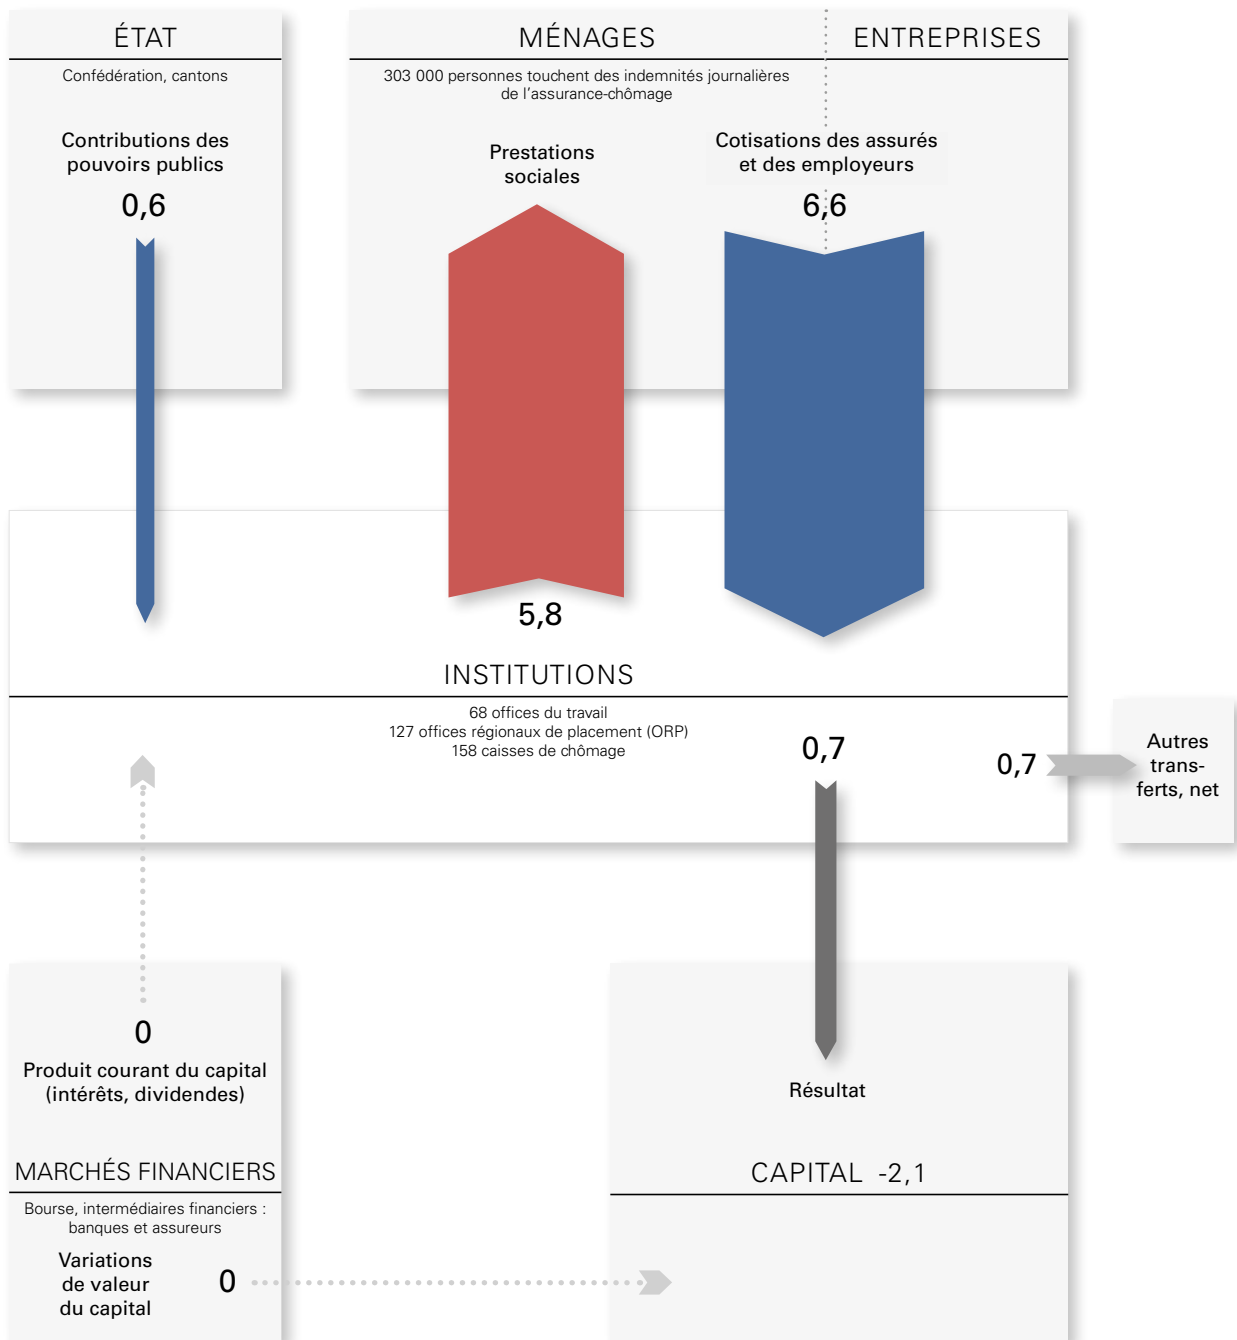 ÉTAT
Confédération, cantons
Contributions des
pouvoirs publics
0,6
MÉNAGES
ENTREPRISES
303 000 personnes touchent des indemnités journalières
de l'assurance-chômage
Prestations
sociales
Cotisations des assurés
et des employeurs
6,6
5,8
INSTITUTIONS
68 offices du travail
127 offices régionaux de placement (ORP)
158 caisses de chômage
0,7
0,7
Autres
trans-
ferts, net
0
Produit courant du capital
(intérêts, dividendes)
Résultat
MARCHÉS FINANCIERS
Bourse, intermédiaires financiers :
banques et assureurs
Variations
de valeur
du capital
0
CAPITAL -2,1